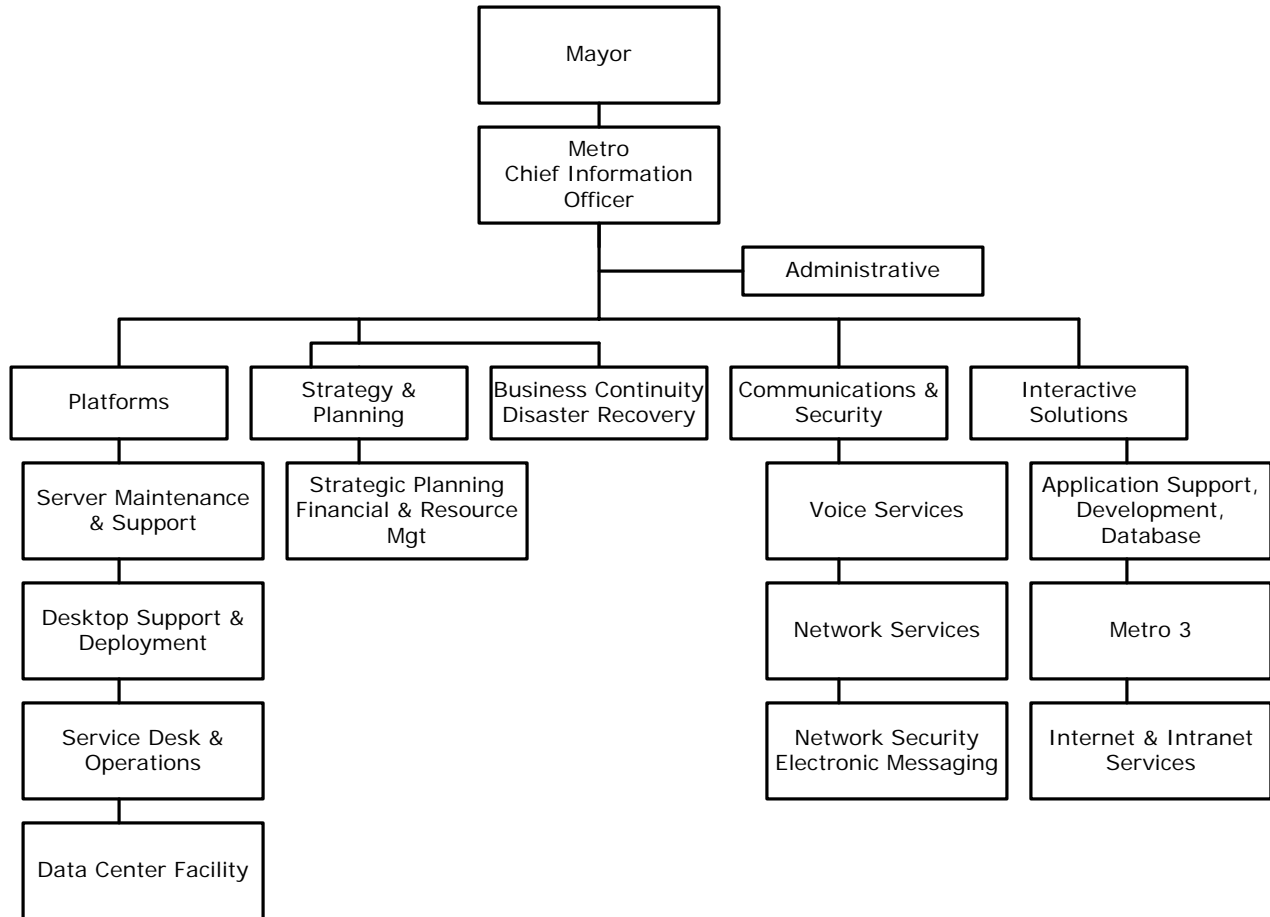 Mayor
Metro
Chief Information
Officer
Administrative
Platforms
Strategy &
Planning
Business Continuity
Disaster Recovery
Communications &
Security
Interactive
Solutions
Server Maintenance
& Support
Strategic Planning
Financial & Resource
Mgt
Voice Services
Application Support,
Development,
Database
Desktop Support &
Deployment
Network Services
Metro 3
Service Desk &
Operations
Network Security
Electronic Messaging
Internet & Intranet
Services
Data Center Facility